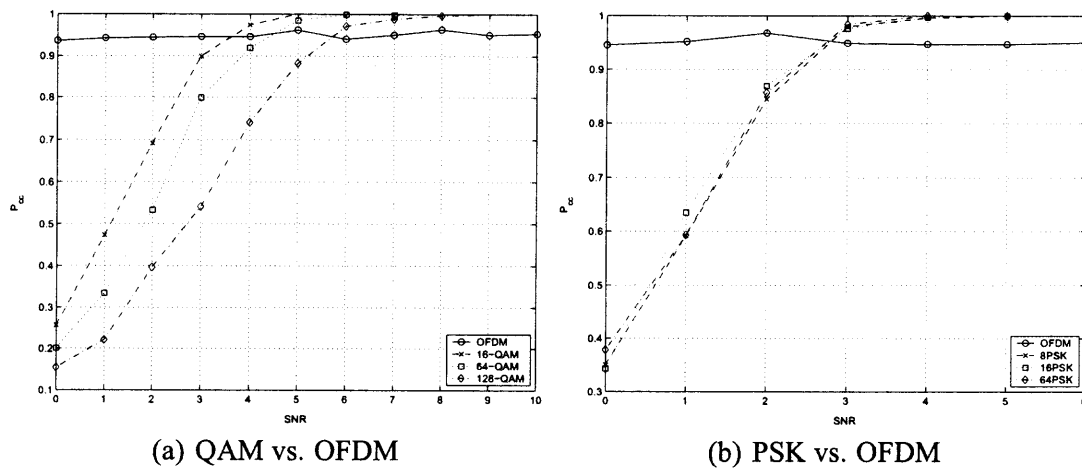 1
0.9
0.8
0.7
0.6
0.5
0.4
0.3
0.2
0.1
Pcc
0 1 2 3 4 5 6 7 8 9 10
SNR
OFDM
16-QAM
64-QAM
128-QAM
(a) QAM vs. OFDM
1
0.9
0.8
0.7
0.6
0.5
0.4
0.3
Pcc
0 1 2 3 4 5 6
SNR
OFDM
8PSK
16PSK
64PSK
(b) PSK vs. OFDM